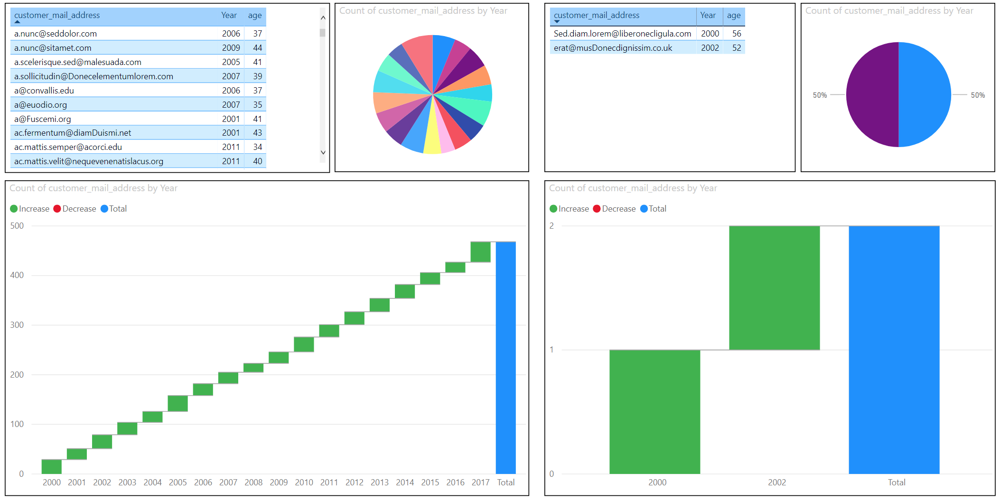 customer_mail_address Year age
a.nunc@seddolor.com 2006 37
a.nunc@sitamet.com 2009 44
a.scelerisque.sed@malesuada.com 2005 41
a.sollicitudin@Donecelementumlorem.com 2007 39
a@convallis.edu 2006 37
a@euodio.org 2007 35
a@Fuscemi.org 2001 41
ac.fermentum@diamDuismi.net 2001 43
ac.mattis.semper@acorci.edu 2011 34
ac.mattis.velit@nequevenenatislacus.org 2011 40
Count of customer_mail_address by Year
customer_mail_address Year age
Sed.diam.lorem@liberonecligula.com 2000 56
erat@musDonecdignissim.co.uk 2002 52
Count of customer_mail_address by Year
50% 50%
Count of customer_mail_address by Year
Increase Decrease Total
500
400
300
200
100
0
2000 2001 2002 2003 2004 2005 2006 2007 2008 2009 2010 2011 2012 2013 2014 2015 2016 2017 Total
Count of customer_mail_address by Year
Increase Decrease Total
2
1
0
2000 2002 Total